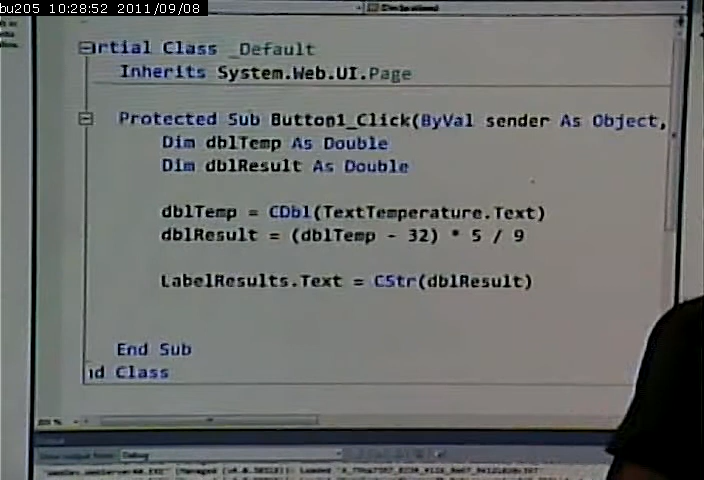 bu205 10:28:52 2011/09/08
rtial Class _Default
Inherits System.Web.UI.Page
Protected Sub Button1_Click(ByVal sender As Object,
Dim dblTemp As Double
Dim dblResult As Double
dblTemp = CDbl(TextTemperature.Text)
dblResult = (dblTemp - 32) * 5 / 9
LabelResults.Text = CStr(dblResult)
End Sub
d Class
Debug